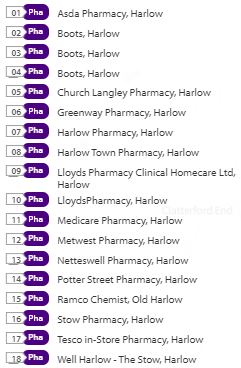 01 Pha Asda Pharmacy, Harlow
02 Pha Boots, Harlow
03 Pha Boots, Harlow
04 Pha Boots, Harlow
05 Pha Church Langley Pharmacy, Harlow
06 Pha Greenway Pharmacy, Harlow
07 Pha Harlow Pharmacy, Harlow
08 Pha Harlow Town Pharmacy, Harlow
09 Pha Lloyds Pharmacy Clinical Homecare Ltd,
Harlow
10 Pha LloydsPharmacy, Harlow
11 Pha Medicare Pharmacy, Harlow
12 Pha Metwest Pharmacy, Harlow
13 Pha Netteswell Pharmacy, Harlow
14 Pha Potter Street Pharmacy, Harlow
15 Pha Ramco Chemist, Old Harlow
16 Pha Stow Pharmacy, Harlow
17 Pha Tesco in-Store Pharmacy, Harlow
18 Pha Well Harlow - The Stow, Harlow